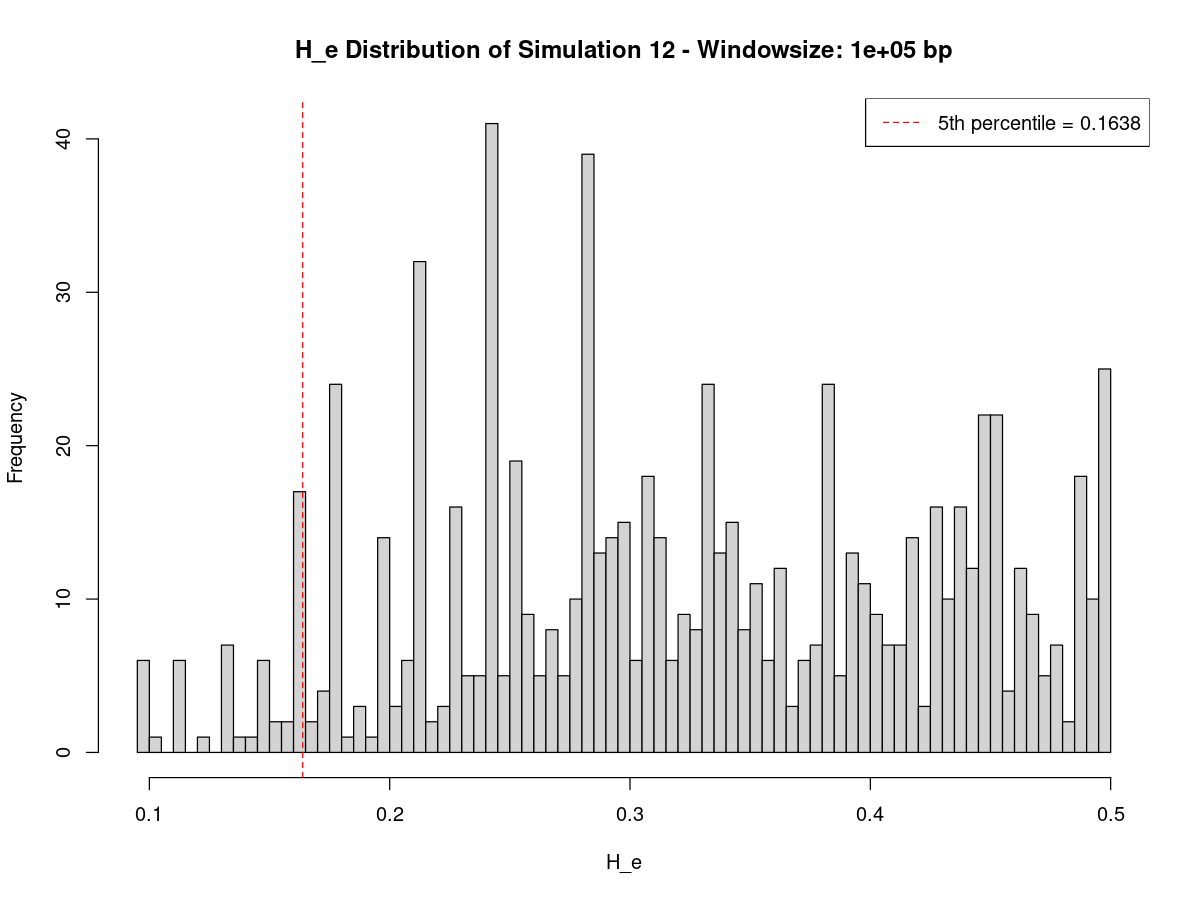 H_e Distribution of Simulation 12 - Windowsize: 1e+05 bp
5th percentile = 0.1638
Frequency
40
30
20
10
0
0.1 0.2 0.3 0.4 0.5
H_e